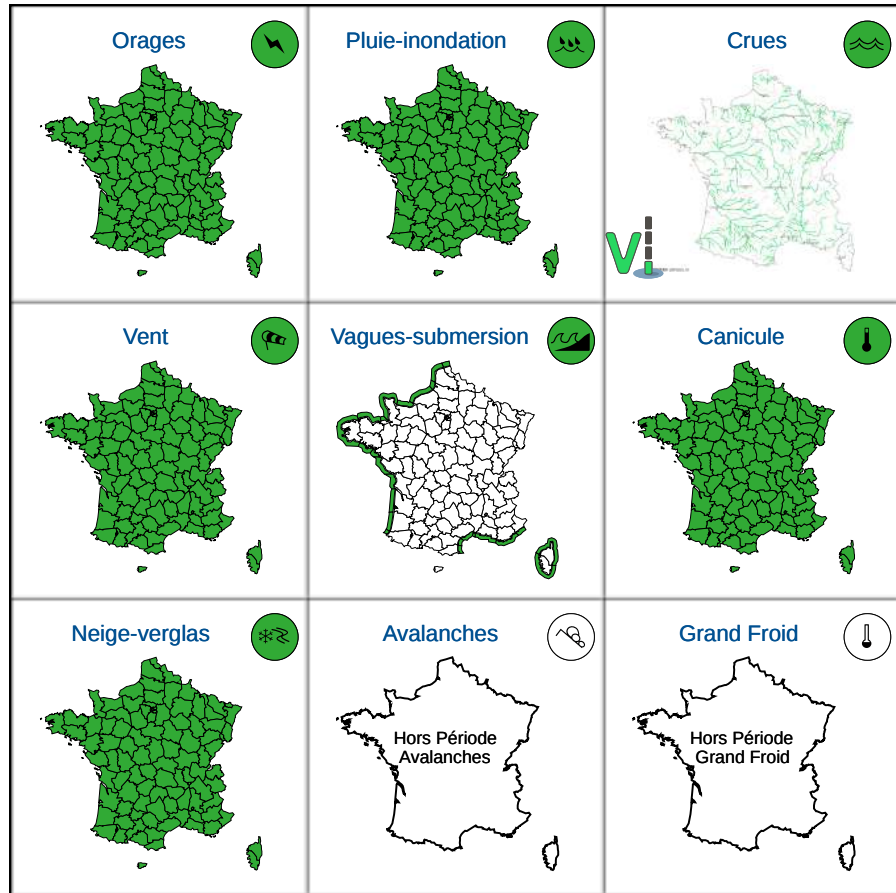 Orages
Pluie-inondation
Crues
Vent
Vagues-submersion
Canicule
Neige-verglas
Avalanches
Grand Froid
Hors Période
Avalanches
Hors Période
Grand Froid